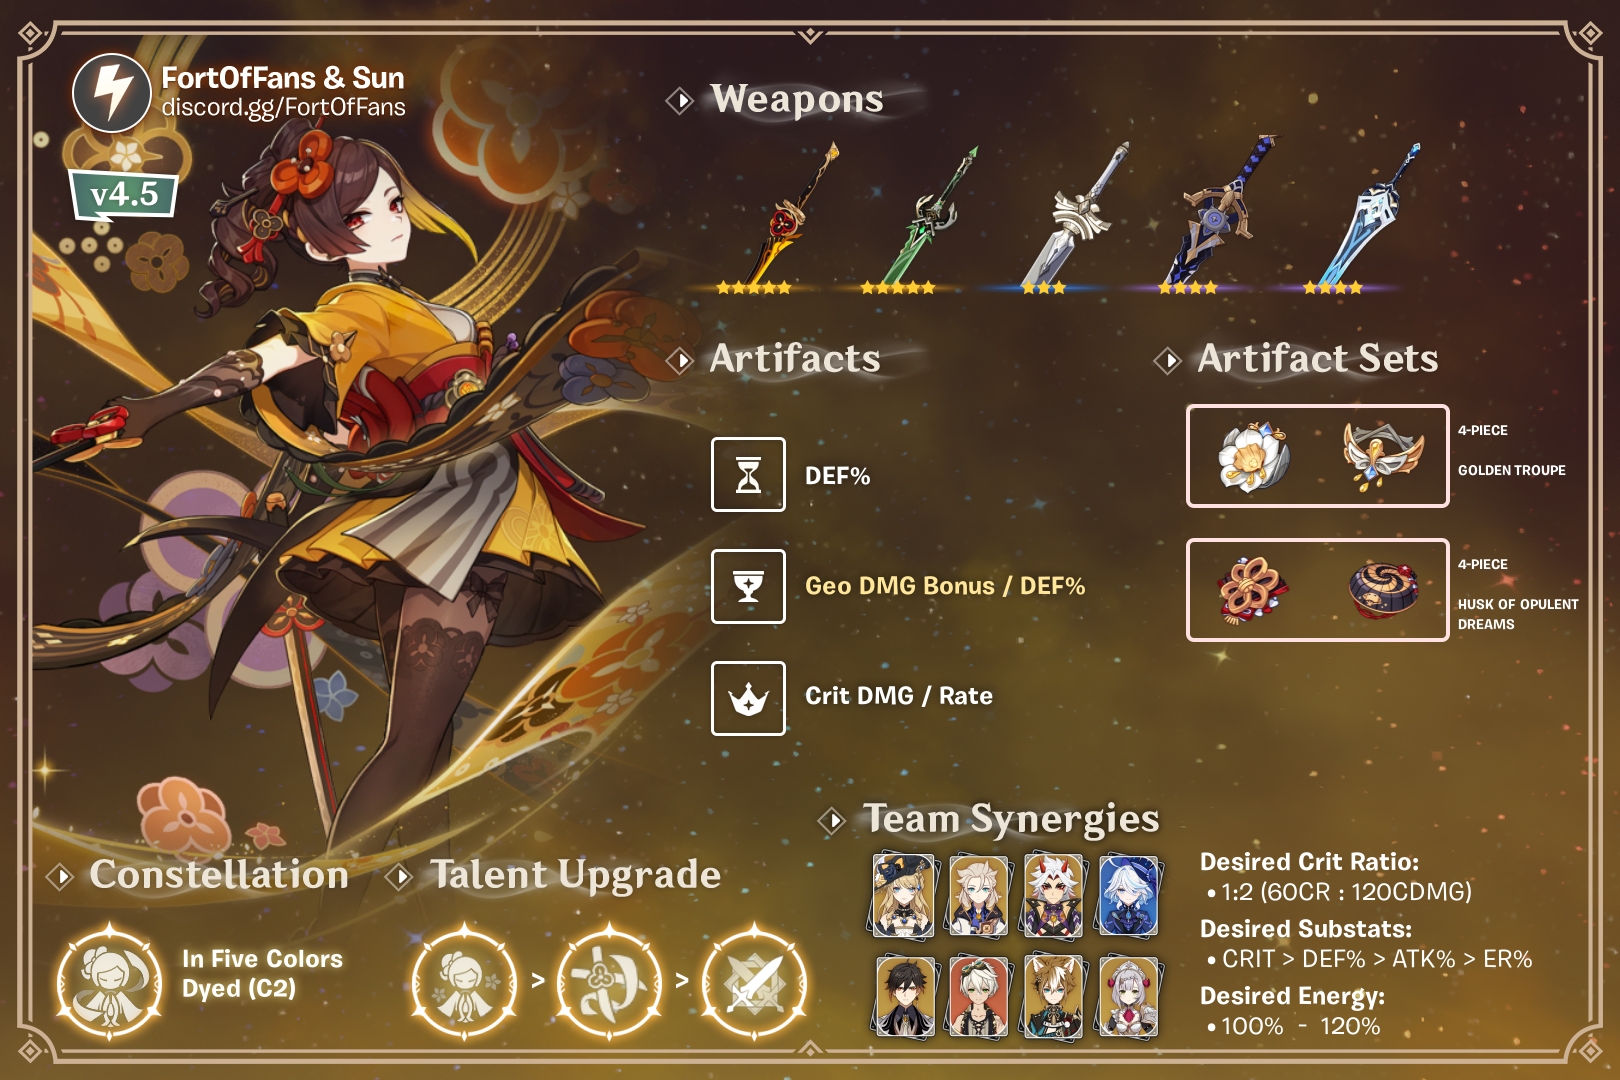 FortOfFans & Sun
discord.gg/FortOfFans
v4.5
Weapons
Artifacts
DEF%
Geo DMG Bonus / DEF%
Crit DMG / Rate
Artifact Sets
4-PIECE
GOLDEN TROUPE
4-PIECE
HUSK OF OPULENT
DREAMS
Constellation
In Five Colors
Dyed (C2)
Talent Upgrade
> >
Team Synergies
Desired Crit Ratio:
• 1:2 (60CR : 120CDMG)
Desired Substats:
• CRIT > DEF% > ATK% > ER%
Desired Energy:
• 100% - 120%